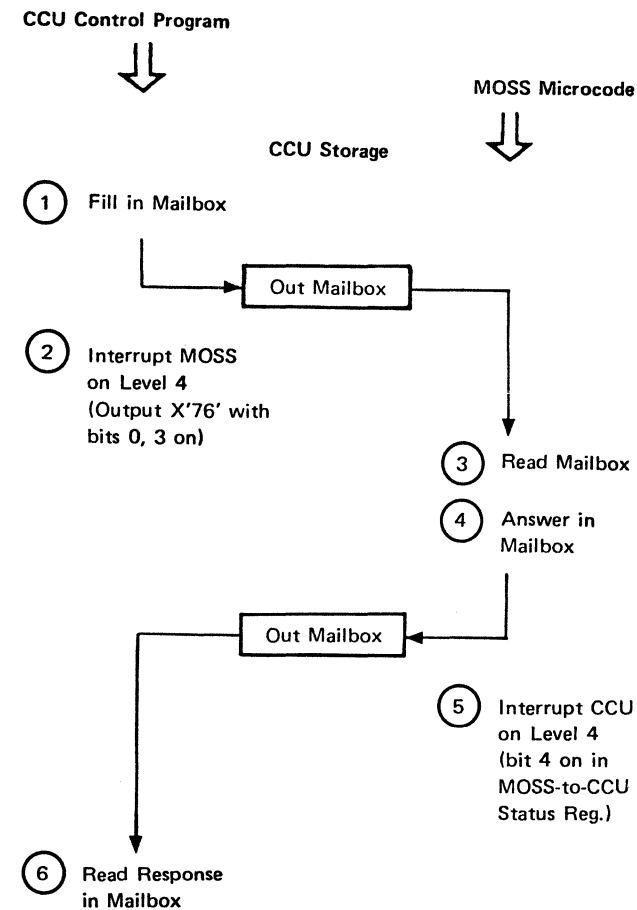 CCU Control Program
MOSS Microcode
CCU Storage
1 Fill in Mailbox
Out Mailbox
2 Interrupt MOSS
on Level 4
(Output X'76' with
bits 0, 3 on)
3 Read Mailbox
4 Answer in
Mailbox
Out Mailbox
5 Interrupt CCU
on Level 4
(bit 4 on in
MOSS-to-CCU
Status Reg.)
6 Read Response
in Mailbox